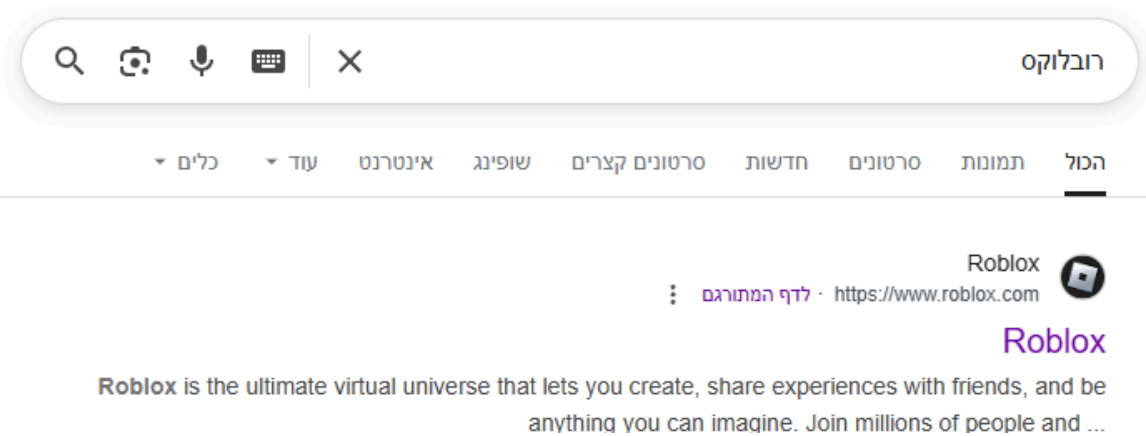 רובלוקס
הכול תמונות סרטונים חדשות סרטונים קצרים שופינג אינטרנט עוד כלים
Roblox
https://www.roblox.com · לדף המתורגם
Roblox
Roblox is the ultimate virtual universe that lets you create, share experiences with friends, and be
anything you can imagine. Join millions of people and ...